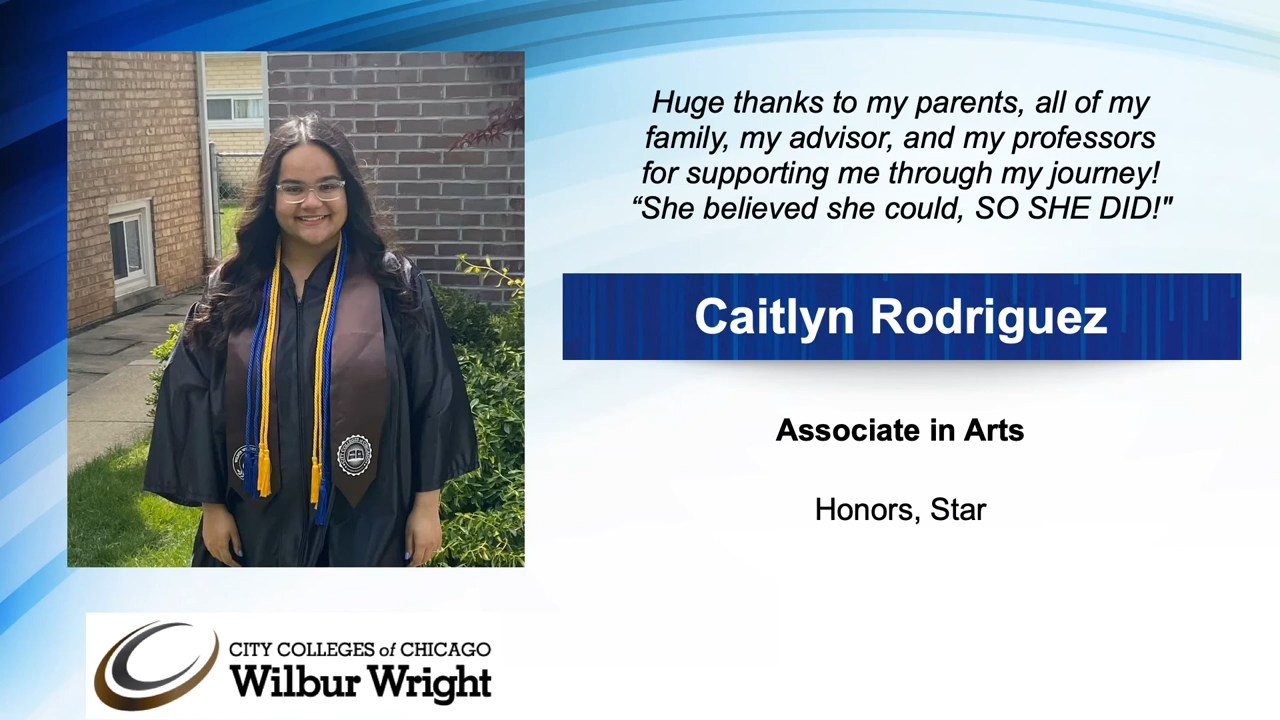 Huge thanks to my parents, all of my
family, my advisor, and my professors
for supporting me through my journey!
“She believed she could, SO SHE DID!"
Caitlyn Rodriguez
Associate in Arts
Honors, Star
CITY COLLEGES of CHICAGO
Wilbur Wright